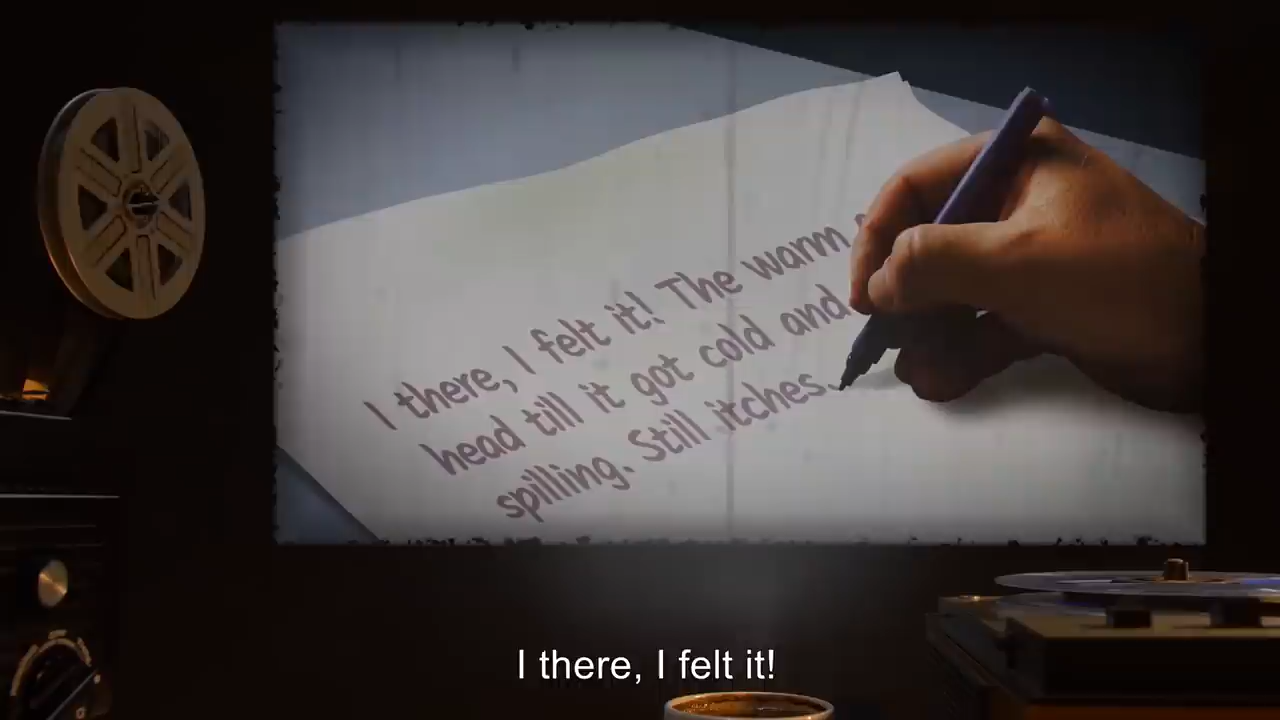 I there, I felt it! The warm
head till it got cold and
spilling. Still itches.
I there, I felt it!